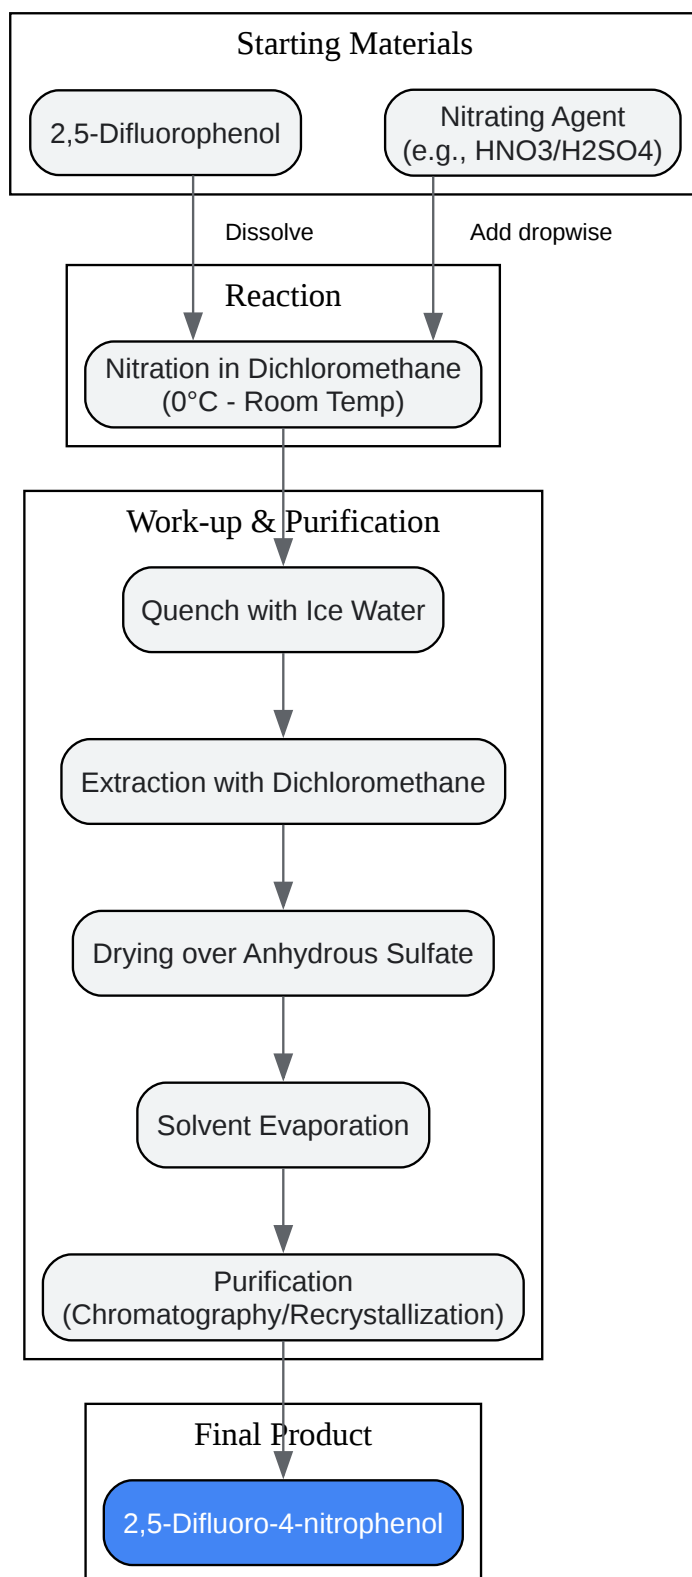 Starting Materials
2,5-Difluorophenol
Nitrating Agent
(e.g., HNO3/H2SO4)
Dissolve
Add dropwise
Reaction
Nitration in Dichloromethane
(0°C - Room Temp)
Work-up & Purification
Quench with Ice Water
Extraction with Dichloromethane
Drying over Anhydrous Sulfate
Solvent Evaporation
Purification
(Chromatography/Recrystallization)
Final Product
2,5-Difluoro-4-nitrophenol